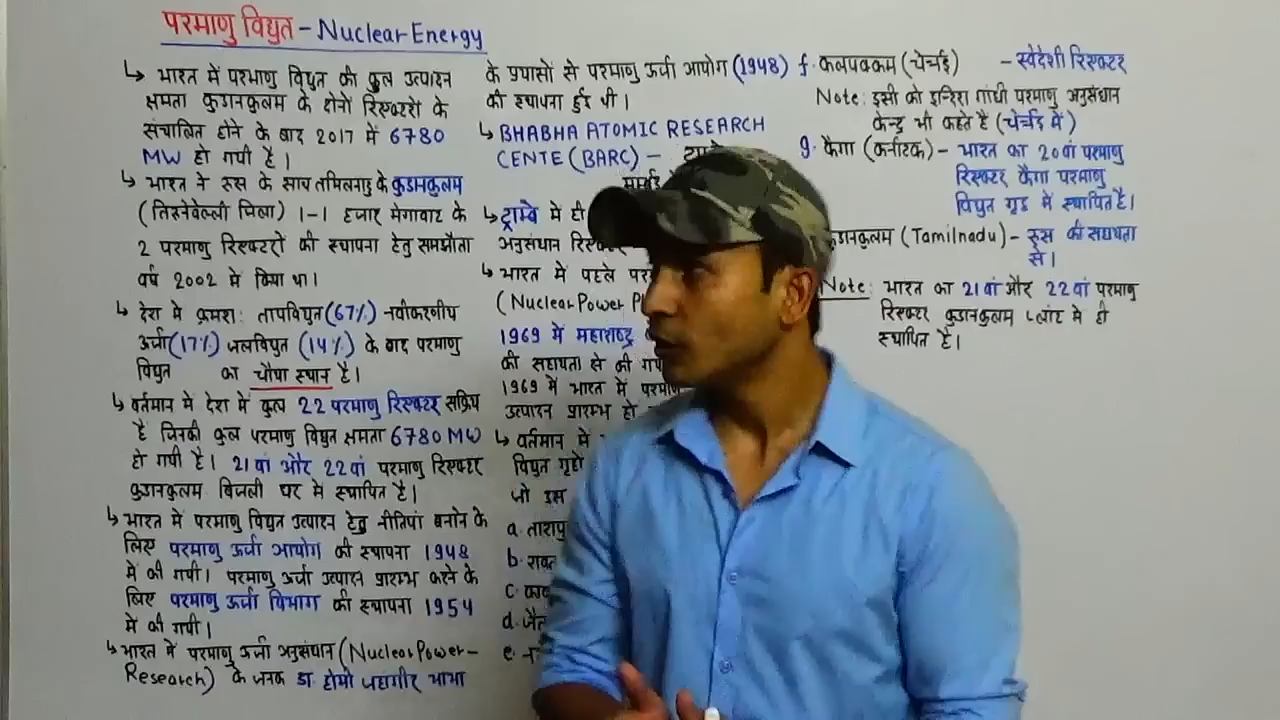 परमाणु विद्युत - Nuclear Energy
↳ भारत में परमाणु विद्युत की कुल उत्पादन
क्षमता कुडानकुलम के दोनों रिएक्टरों के
संचालित होने के बाद 2017 में 6780
MW हो गयी है।
↳ भारत ने रूस के साथ तमिलनाडु के कुडानकुलम
(तिरुनेवेल्ली जिला) 1-1 हजार मेगावाट के
2 परमाणु रिएक्टरों की स्थापना हेतु समझौता
वर्ष 2002 में किया था।
↳ देश में क्रमशः तापविद्युत (67%) नवीकरणीय
ऊर्जा (17%) जलविद्युत (14%) के बाद परमाणु
विद्युत का चौथा स्थान है।
↳ वर्तमान में देश में कुल 22 परमाणु रिएक्टर सक्रिय
है जिनकी कुल परमाणु विद्युत क्षमता 6780 MW
हो गयी है। 21 वां और 22 वां परमाणु रिएक्टर
कुडानकुलम बिजली घर में स्थापित है।
↳ भारत में परमाणु विद्युत उत्पादन हेतु नीतियां बनाने के
लिए परमाणु ऊर्जा आयोग की स्थापना 1948
में की गयी। परमाणु ऊर्जा उत्पादन प्रारम्भ करने के
लिए परमाणु ऊर्जा विभाग की स्थापना 1954
में की गयी।
↳ भारत में परमाणु ऊर्जा अनुसंधान (Nuclear Power-
Research) के जनक डा. होमी जहांगीर भाभा
के प्रयासों से परमाणु ऊर्जा आयोग (1948)
की स्थापना हुई थी।
↳ BHABHA ATOMIC RESEARCH
CENTE (BARC) -
↳ ट्राम्बे में ही
अनुसंधान
↳ भारत में पहले
(Nuclear Power
1969 में महाराष्ट्र
की सहायता से की
1969 में भारत में परमाणु
उत्पादन प्रारम्भ हो
↳ वर्तमान में
विद्युत गृहों
जो इस
a.
b.
c.
d.
e.
f. कलपक्कम (चेन्नई) - स्वदेशी रिएक्टर
Note: इसी को इन्दिरा गांधी परमाणु अनुसंधान
केन्द्र भी कहते है (चेन्नई में)
g. कैगा (कर्नाटक) - भारत का 20 वां परमाणु
रिएक्टर कैगा परमाणु
विद्युत गृह में स्थापित है।
कुडानकुलम (Tamilnadu) - रूस की सहायता
से।
Note: भारत का 21 वां और 22 वां परमाणु
रिएक्टर कुडानकुलम प्लांट में ही
स्थापित है।